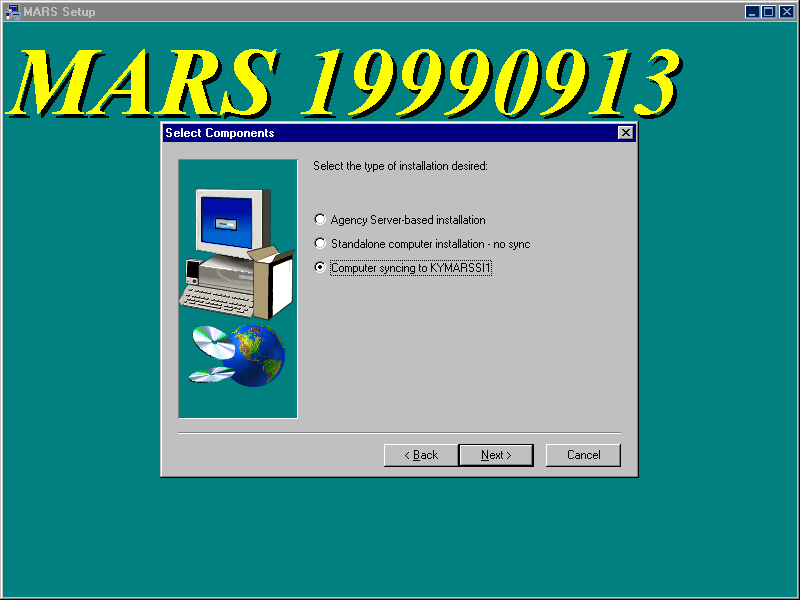 MARS Setup
MARS 19990913
Select Components
Select the type of installation desired:
Agency Server-based installation
Standalone computer installation - no sync
Computer syncing to KYMARSSI1
< Back
Next >
Cancel